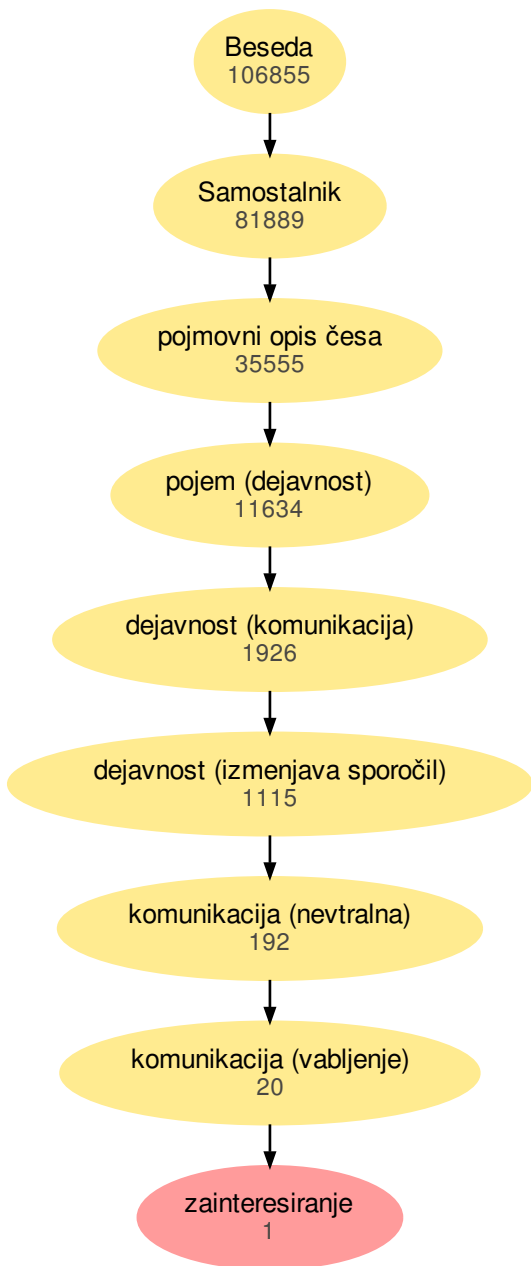 Beseda
106855
Samostalnik
81889
pojmovni opis česa
35555
pojem (dejavnost)
11634
dejavnost (komunikacija)
1926
dejavnost (izmenjava sporočil)
1115
komunikacija (nevtralna)
192
komunikacija (vabljenje)
20
zainteresiranje
1